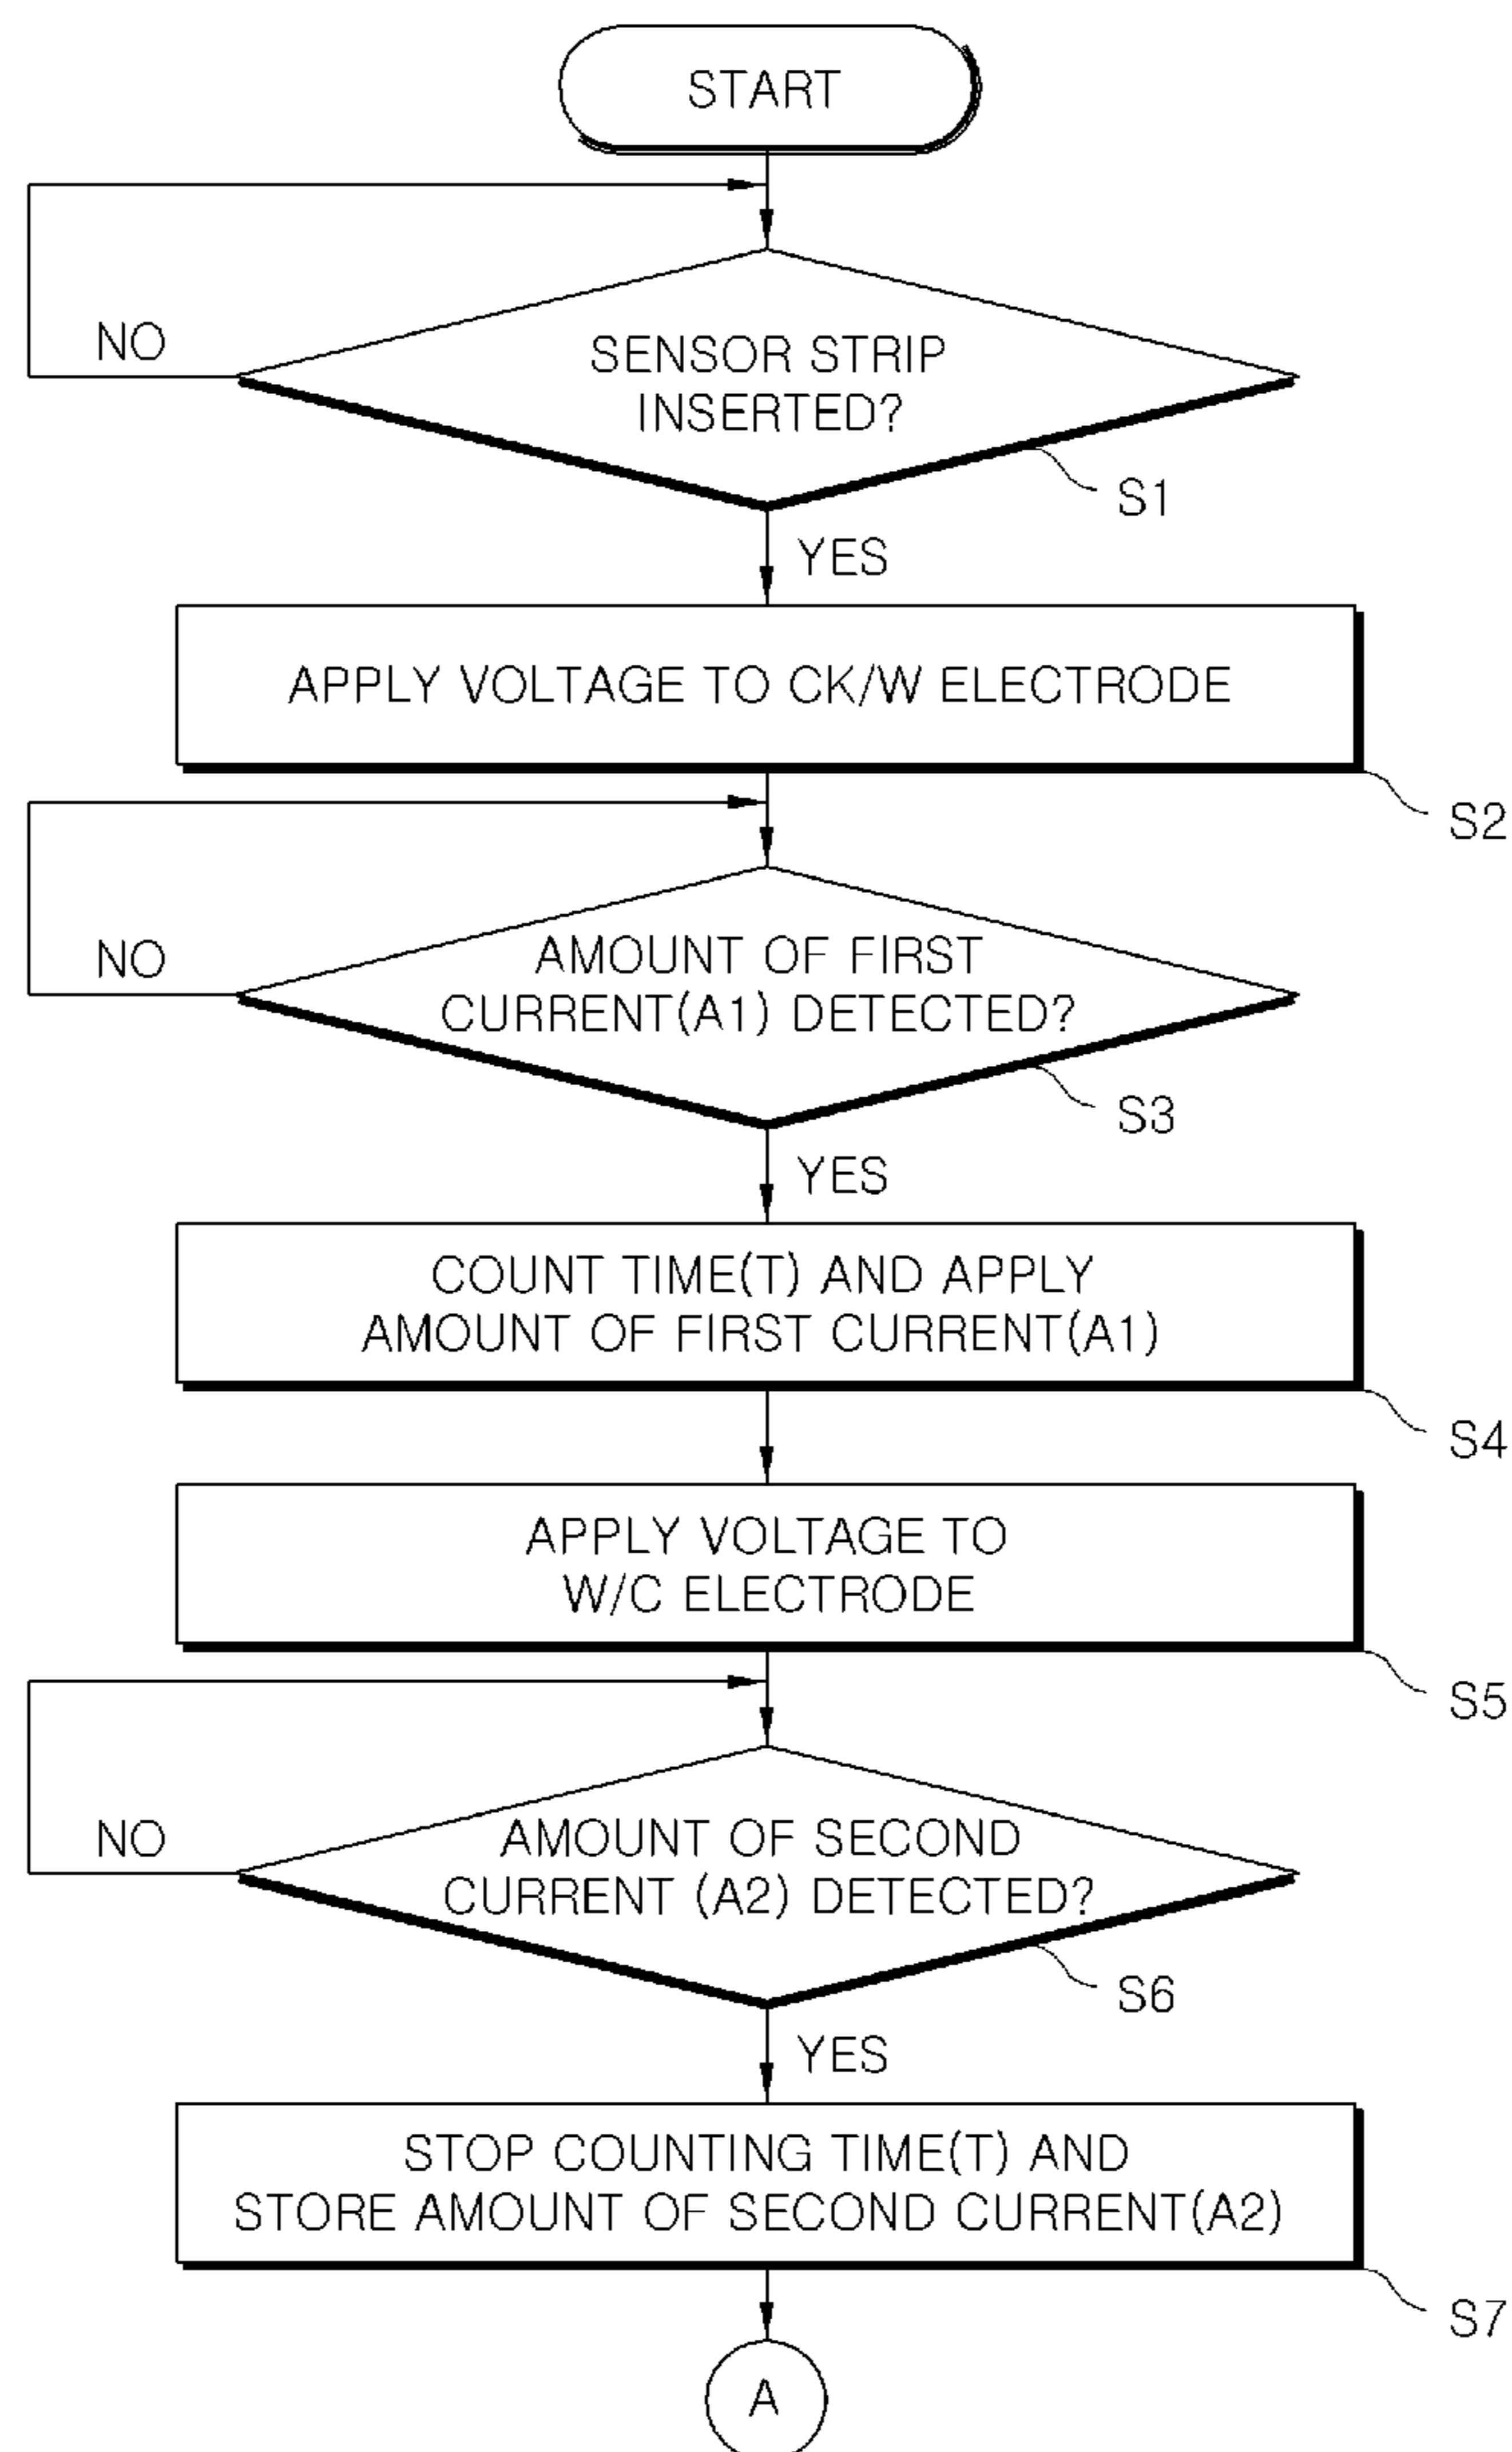 START
NO
SENSOR STRIP
INSERTED?
S1
YES
APPLY VOLTAGE TO CK/W ELECTRODE
S2
NO
AMOUNT OF FIRST
CURRENT(A1) DETECTED?
S3
YES
COUNT TIME(T) AND APPLY
AMOUNT OF FIRST CURRENT(A1)
S4
APPLY VOLTAGE TO
W/C ELECTRODE
S5
NO
AMOUNT OF SECOND
CURRENT (A2) DETECTED?
S6
YES
STOP COUNTING TIME(T) AND
STORE AMOUNT OF SECOND CURRENT(A2)
S7
A